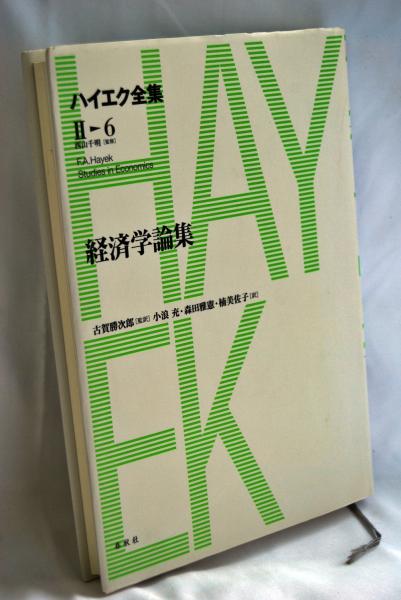 HAY
EK
ハイエク全集
II►6
西山千明[監修]
F.A.Hayek
Studies in Economics
経済学論集
古賀勝次郎[監訳]小浪 充・森田雅憲・楠美佐子[訳]
春秋社